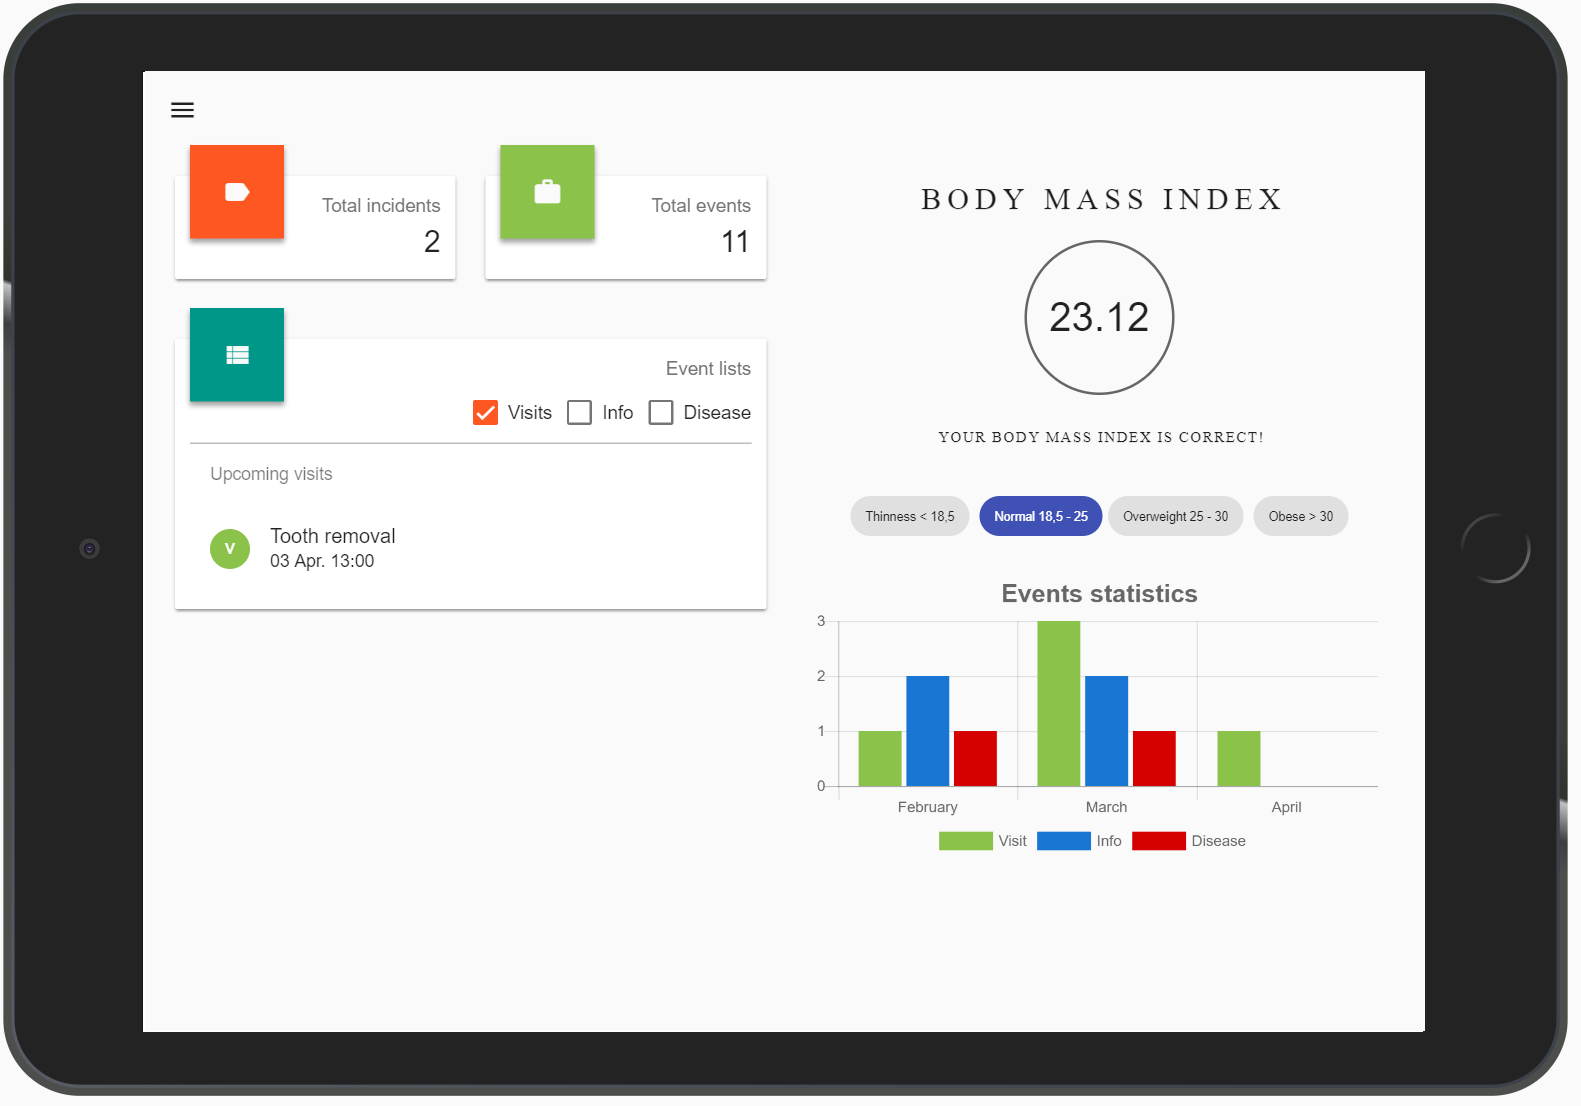 Total incidents
2
Total events
11
Event lists
Visits Info Disease
Upcoming visits
V
Tooth removal
03 Apr. 13:00
BODY MASS INDEX
23.12
YOUR BODY MASS INDEX IS CORRECT!
Thinness < 18,5 Normal 18,5 - 25 Overweight 25 - 30 Obese > 30
Events statistics
3
2
1
0
February March April
Visit Info Disease